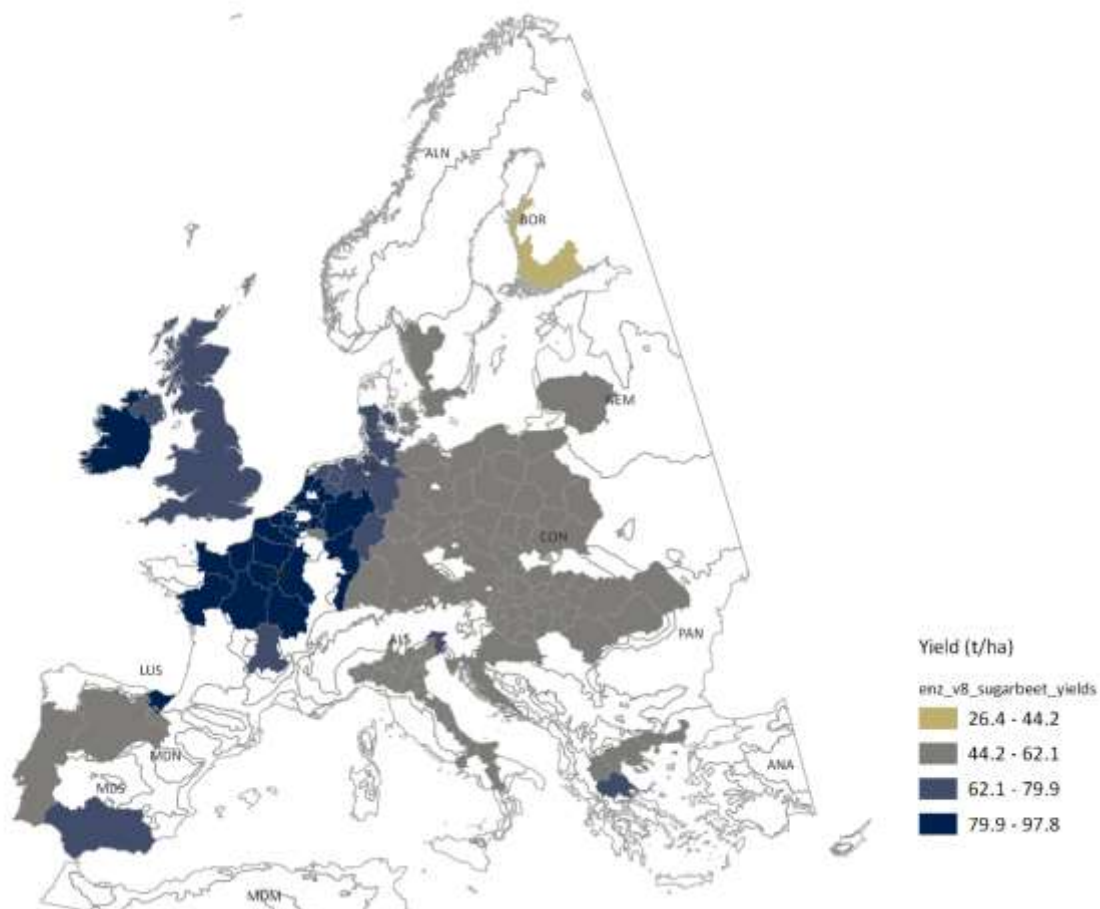 ALN
BOR
NEM
CON
PAN
ALS
LUS
MDN
MDS
ANA
MDM
Yield (t/ha)
enz_v8_sugarbeet_yields
26.4 - 44.2
44.2 - 62.1
62.1 - 79.9
79.9 - 97.8